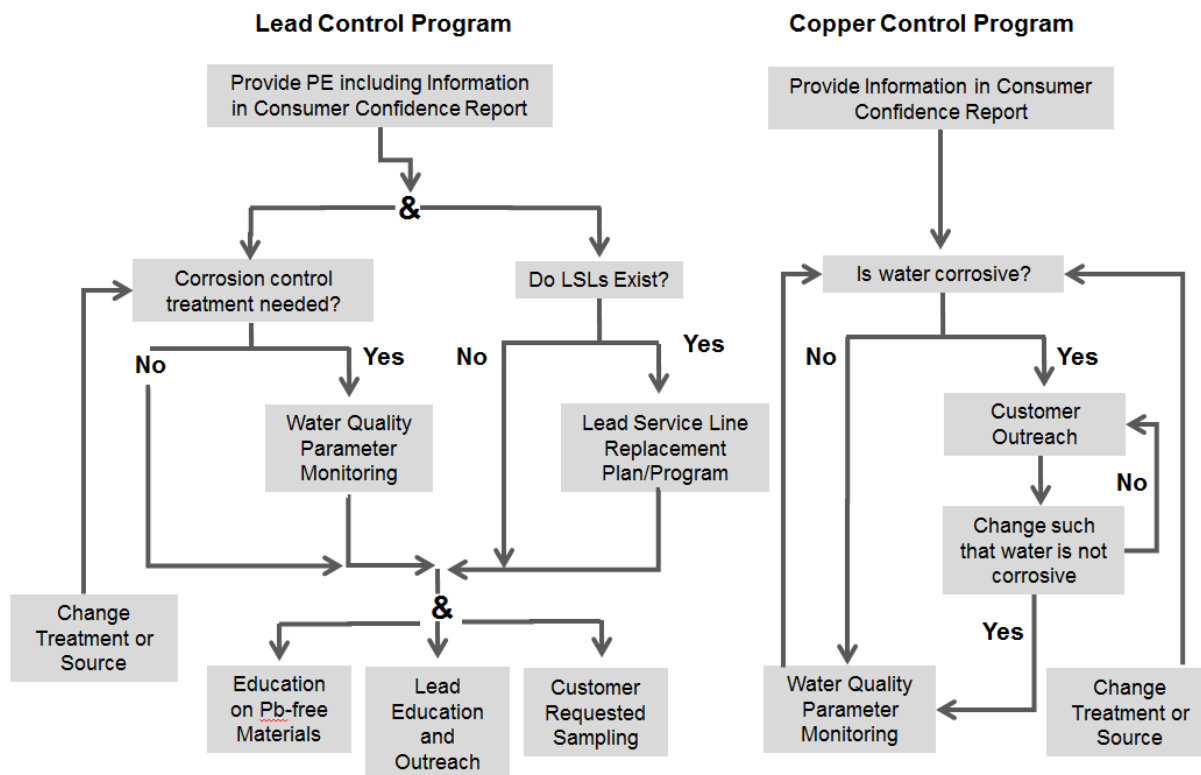 Lead Control Program
Provide PE including Information
in Consumer Confidence Report
&
Corrosion control
treatment needed?
Do LSLs Exist?
No
Yes
No
Yes
Water Quality
Parameter
Monitoring
Lead Service Line
Replacement
Plan/Program
Change
Treatment or
Source
&
Education
on Pb-free
Materials
Lead
Education
and
Outreach
Customer
Requested
Sampling
Copper Control Program
Provide Information in Consumer
Confidence Report
Is water corrosive?
No
Yes
Customer
Outreach
No
Change such
that water is not
corrosive
Yes
Water Quality
Parameter
Monitoring
Change
Treatment or
Source